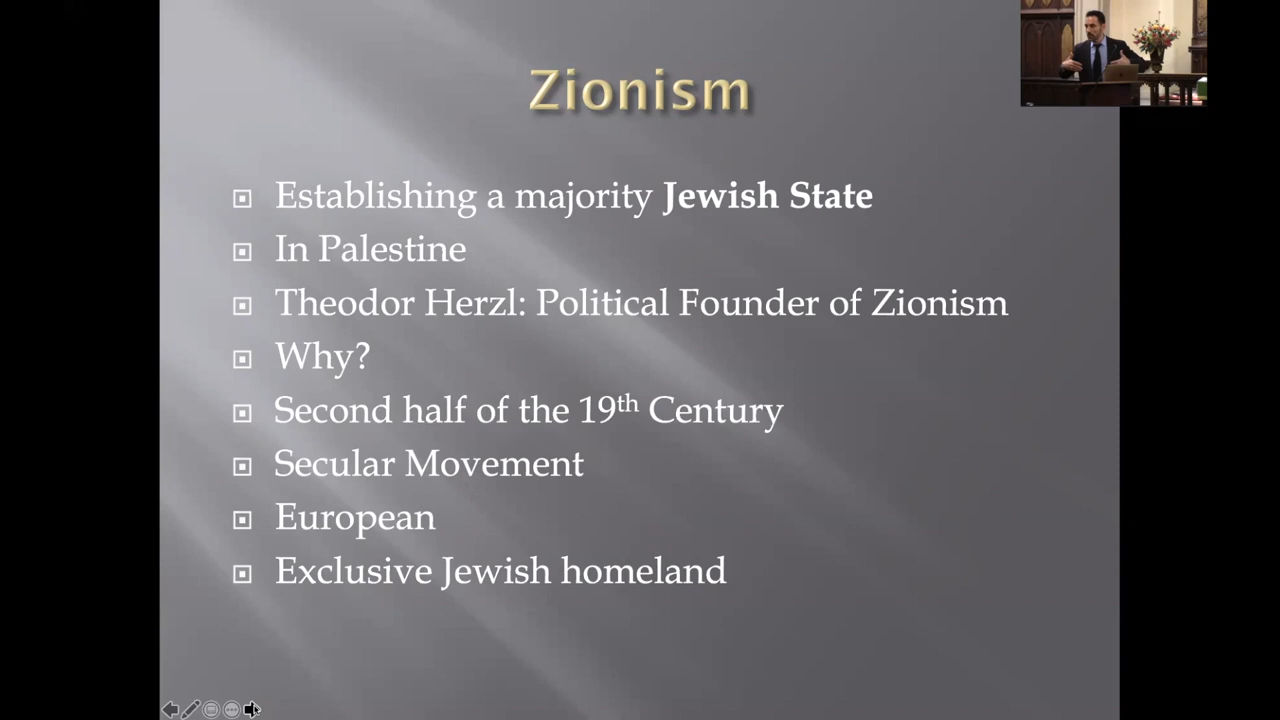 Zionism
Establishing a majority Jewish State
In Palestine
Theodor Herzl: Political Founder of Zionism
Why?
Second half of the 19th Century
Secular Movement
European
Exclusive Jewish homeland